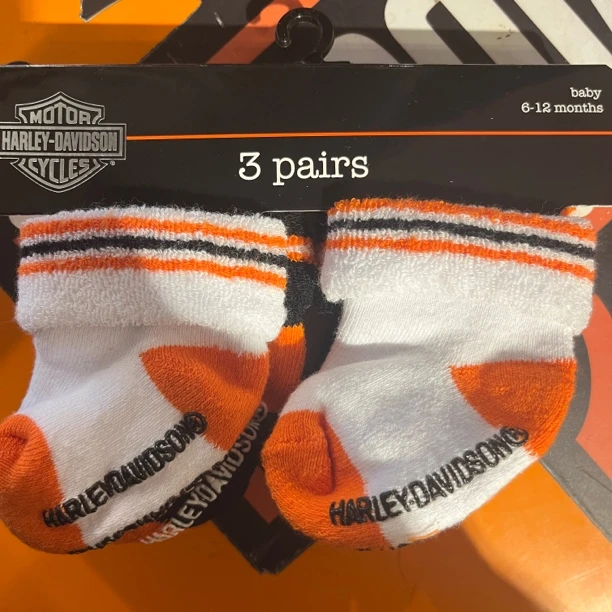 MOTOR
HARLEY-DAVIDSON
CYCLES
baby
6-12 months
3 pairs
HARLEY-DAVIDSON®
HARLEY-DAVIDSON
HARLEY-DAVIDSON®